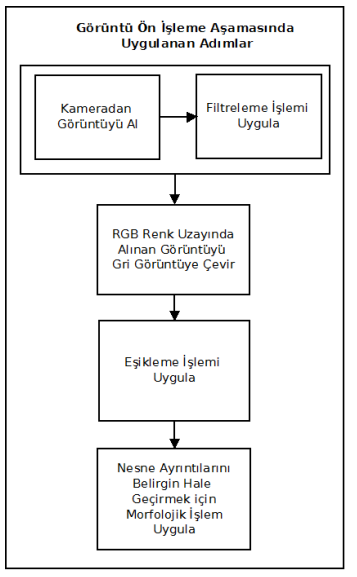 Görüntü Ön İşleme Aşamasında
Uygulanan Adımlar
Kameradan
Görüntüyü Al
Filtreleme İşlemi
Uygula
RGB Renk Uzayında
Alınan Görüntüyü
Gri Görüntüye Çevir
Eşikleme İşlemi
Uygula
Nesne Ayrıntılarını
Belirgin Hale
Geçirmek için
Morfolojik İşlem
Uygula